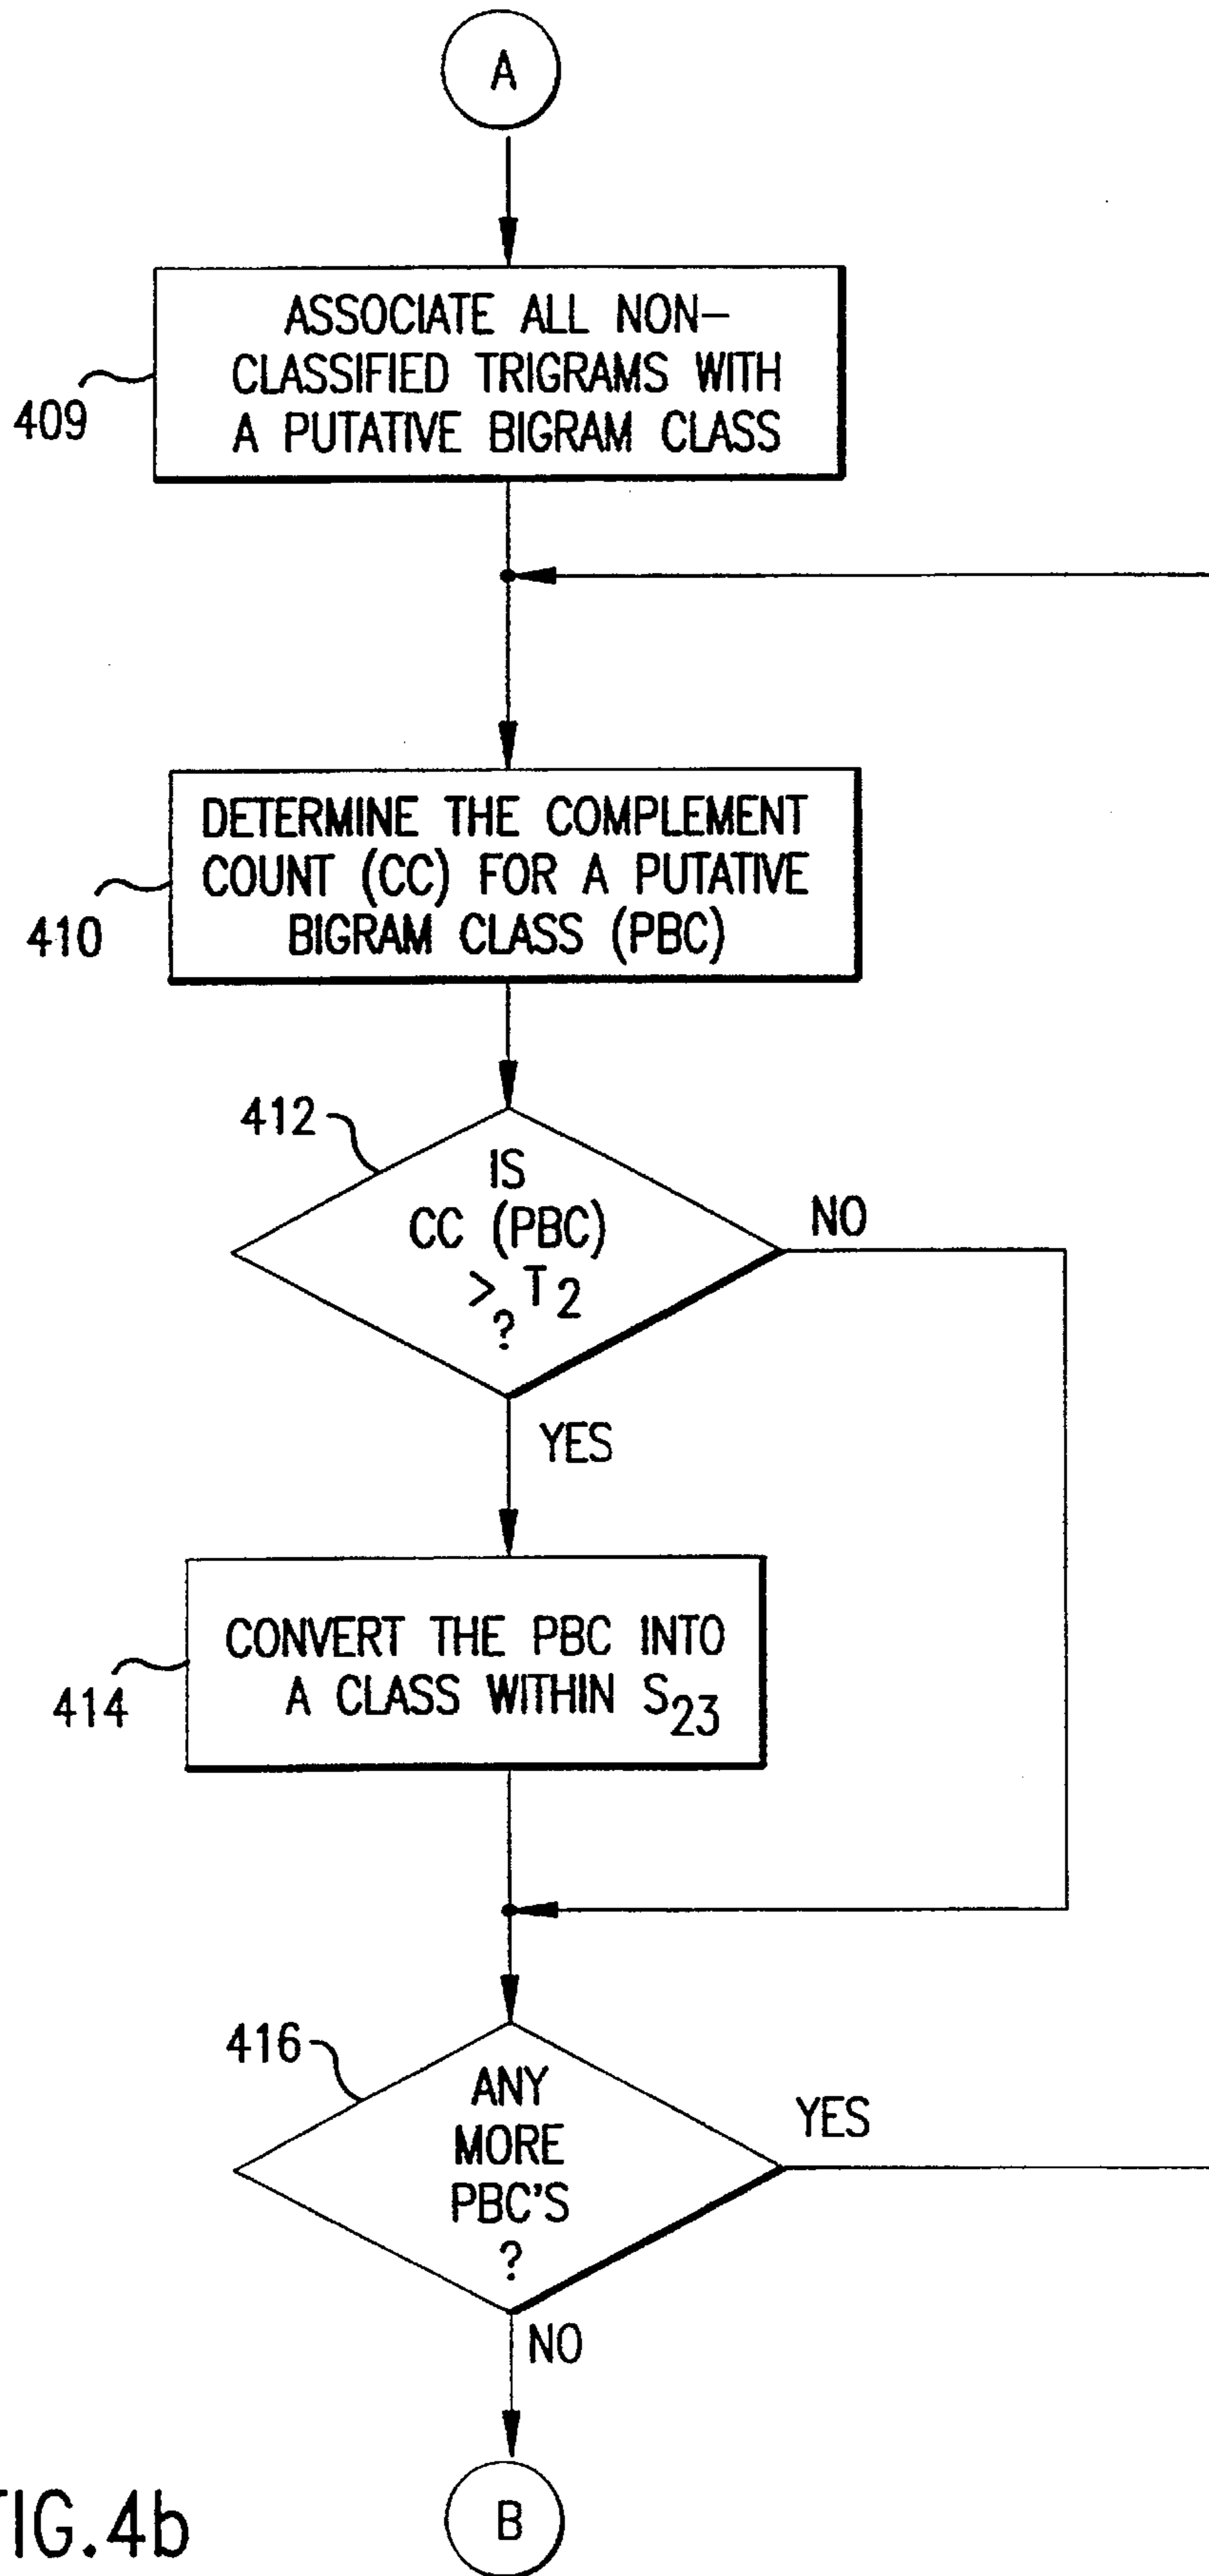 A
ASSOCIATE ALL NON-
CLASSIFIED TRIGRAMS WITH
A PUTATIVE BIGRAM CLASS
409
DETERMINE THE COMPLEMENT
COUNT (CC) FOR A PUTATIVE
BIGRAM CLASS (PBC)
410
412
IS
CC (PBC)
> T2
?
NO
YES
CONVERT THE PBC INTO
A CLASS WITHIN S23
414
416
ANY
MORE
PBC'S
?
YES
NO
B
FIG.4b